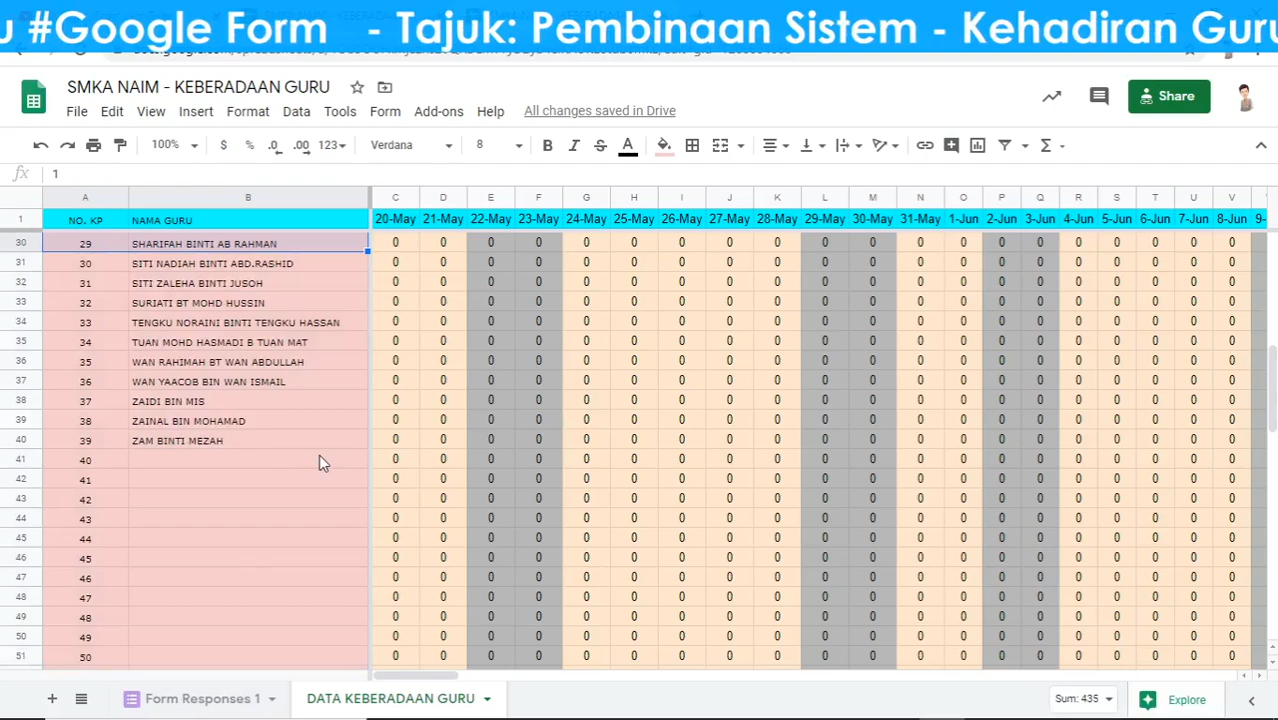 u #Google Form - Tajuk: Pembinaan Sistem - Kehadiran Guru
SMKA NAIM - KEBERADAAN GURU
File Edit View Insert Format Data Tools Form Add-ons Help All changes saved in Drive
Share
100% $ % .0 .00 123 Verdana 8 B I S A
fx 1
A B C D E F G H I J K L M N O P Q R S T U V
1 NO. KP NAMA GURU 20-May 21-May 22-May 23-May 24-May 25-May 26-May 27-May 28-May 29-May 30-May 31-May 1-Jun 2-Jun 3-Jun 4-Jun 5-Jun 6-Jun 7-Jun 8-Jun 9-
30 29 SHARIFAH BINTI AB RAHMAN 0 0 0 0 0 0 0 0 0 0 0 0 0 0 0 0 0 0 0 0
31 30 SITI NADIAH BINTI ABD.RASHID 0 0 0 0 0 0 0 0 0 0 0 0 0 0 0 0 0 0 0 0
32 31 SITI ZALEHA BINTI JUSOH 0 0 0 0 0 0 0 0 0 0 0 0 0 0 0 0 0 0 0 0
33 32 SURIATI BT MOHD HUSSIN 0 0 0 0 0 0 0 0 0 0 0 0 0 0 0 0 0 0 0 0
34 33 TENGKU NORAINI BINTI TENGKU HASSAN 0 0 0 0 0 0 0 0 0 0 0 0 0 0 0 0 0 0 0 0
35 34 TUAN MOHD HASMADI B TUAN MAT 0 0 0 0 0 0 0 0 0 0 0 0 0 0 0 0 0 0 0 0
36 35 WAN RAHIMAH BT WAN ABDULLAH 0 0 0 0 0 0 0 0 0 0 0 0 0 0 0 0 0 0 0 0
37 36 WAN YAACOB BIN WAN ISMAIL 0 0 0 0 0 0 0 0 0 0 0 0 0 0 0 0 0 0 0 0
38 37 ZAIDI BIN MIS 0 0 0 0 0 0 0 0 0 0 0 0 0 0 0 0 0 0 0 0
39 38 ZAINAL BIN MOHAMAD 0 0 0 0 0 0 0 0 0 0 0 0 0 0 0 0 0 0 0 0
40 39 ZAM BINTI MEZAH 0 0 0 0 0 0 0 0 0 0 0 0 0 0 0 0 0 0 0 0
41 40 0 0 0 0 0 0 0 0 0 0 0 0 0 0 0 0 0 0 0 0
42 41 0 0 0 0 0 0 0 0 0 0 0 0 0 0 0 0 0 0 0 0
43 42 0 0 0 0 0 0 0 0 0 0 0 0 0 0 0 0 0 0 0 0
44 43 0 0 0 0 0 0 0 0 0 0 0 0 0 0 0 0 0 0 0 0
45 44 0 0 0 0 0 0 0 0 0 0 0 0 0 0 0 0 0 0 0 0
46 45 0 0 0 0 0 0 0 0 0 0 0 0 0 0 0 0 0 0 0 0
47 46 0 0 0 0 0 0 0 0 0 0 0 0 0 0 0 0 0 0 0 0
48 47 0 0 0 0 0 0 0 0 0 0 0 0 0 0 0 0 0 0 0 0
49 48 0 0 0 0 0 0 0 0 0 0 0 0 0 0 0 0 0 0 0 0
50 49 0 0 0 0 0 0 0 0 0 0 0 0 0 0 0 0 0 0 0 0
51 50 0 0 0 0 0 0 0 0 0 0 0 0 0 0 0 0 0 0 0 0
Form Responses 1 DATA KEBERADAAN GURU Sum: 435 Explore